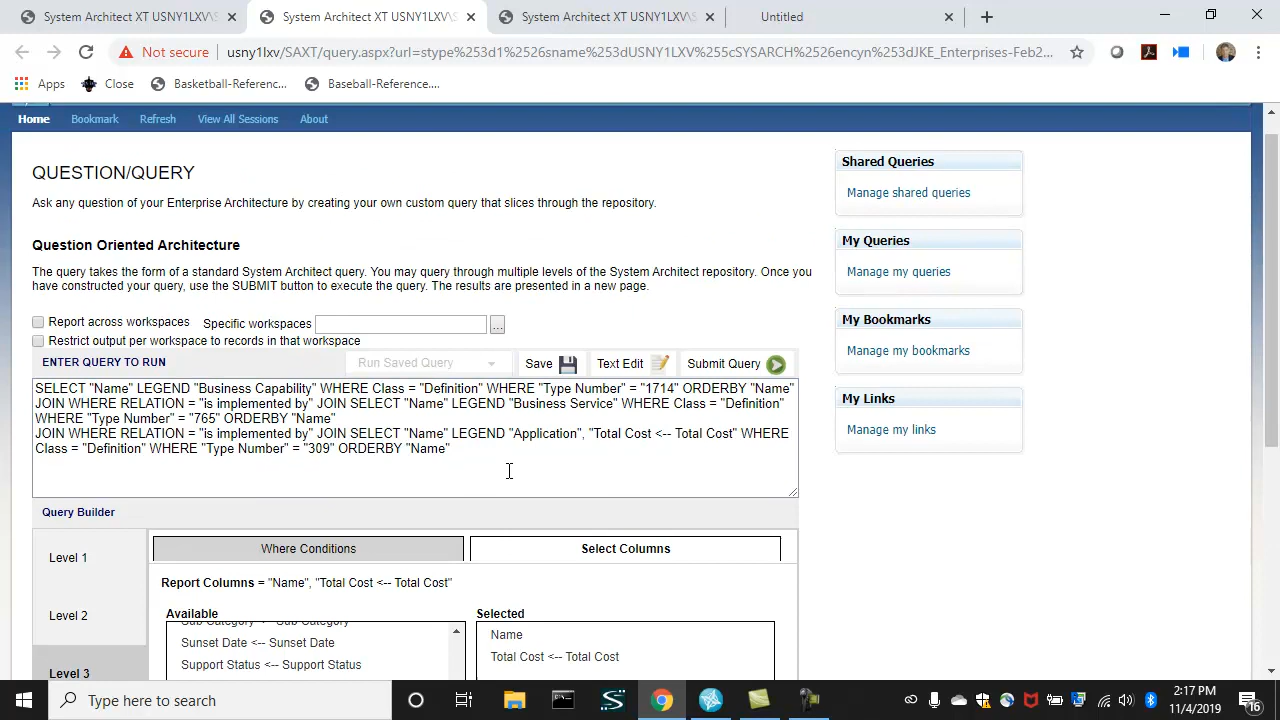 System Architect XT USNY1LXV\S
System Architect XT USNY1LXV\S
System Architect XT USNY1LXV\S
Untitled
Not secure
usny1lxv/SAXT/query.aspx?url=stype%253d1%2526sname%253dUSNY1LXV%255cSYSARCH%2526encyn%253dJKE_Enterprises-Feb2...
Apps
Close
Basketball-Referenc...
Baseball-Reference....
Home Bookmark Refresh View All Sessions About
QUESTION/QUERY
Ask any question of your Enterprise Architecture by creating your own custom query that slices through the repository.
Question Oriented Architecture
The query takes the form of a standard System Architect query. You may query through multiple levels of the System Architect repository. Once you
have constructed your query, use the SUBMIT button to execute the query. The results are presented in a new page.
Report across workspaces Specific workspaces ...
Restrict output per workspace to records in that workspace
ENTER QUERY TO RUN Run Saved Query Save Text Edit Submit Query
SELECT "Name" LEGEND "Business Capability" WHERE Class = "Definition" WHERE "Type Number" = "1714" ORDERBY "Name"
JOIN WHERE RELATION = "is implemented by" JOIN SELECT "Name" LEGEND "Business Service" WHERE Class = "Definition"
WHERE "Type Number" = "765" ORDERBY "Name"
JOIN WHERE RELATION = "is implemented by" JOIN SELECT "Name" LEGEND "Application", "Total Cost <-- Total Cost" WHERE
Class = "Definition" WHERE "Type Number" = "309" ORDERBY "Name"
Query Builder
Level 1
Level 2
Level 3
Where Conditions
Select Columns
Report Columns = "Name", "Total Cost <-- Total Cost"
Available
Sub Category <-- Sub Category
Sunset Date <-- Sunset Date
Support Status <-- Support Status
Selected
Name
Total Cost <-- Total Cost
Shared Queries
Manage shared queries
My Queries
Manage my queries
My Bookmarks
Manage my bookmarks
My Links
Manage my links
Type here to search
2:17 PM
11/4/2019
16